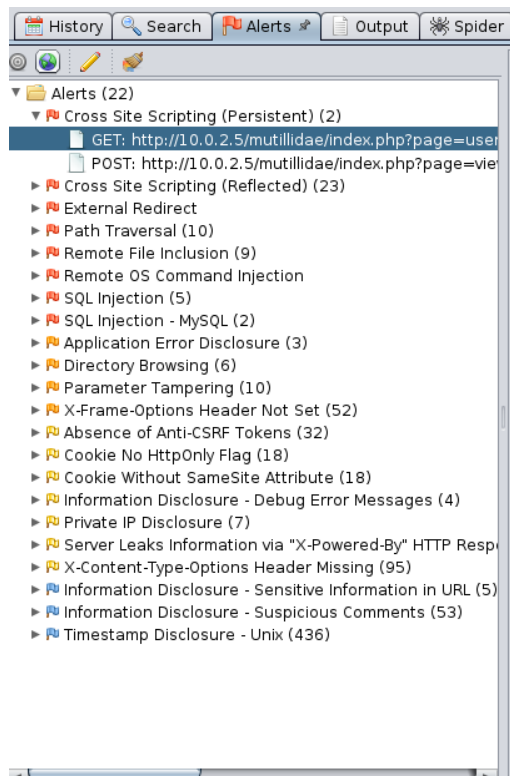 History Search Alerts Output Spider
Alerts (22)
Cross Site Scripting (Persistent) (2)
GET: http://10.0.2.5/mutillidae/index.php?page=user
POST: http://10.0.2.5/mutillidae/index.php?page=vie
Cross Site Scripting (Reflected) (23)
External Redirect
Path Traversal (10)
Remote File Inclusion (9)
Remote OS Command Injection
SQL Injection (5)
SQL Injection - MySQL (2)
Application Error Disclosure (3)
Directory Browsing (6)
Parameter Tampering (10)
X-Frame-Options Header Not Set (52)
Absence of Anti-CSRF Tokens (32)
Cookie No HttpOnly Flag (18)
Cookie Without SameSite Attribute (18)
Information Disclosure - Debug Error Messages (4)
Private IP Disclosure (7)
Server Leaks Information via "X-Powered-By" HTTP Resp
X-Content-Type-Options Header Missing (95)
Information Disclosure - Sensitive Information in URL (5)
Information Disclosure - Suspicious Comments (53)
Timestamp Disclosure - Unix (436)